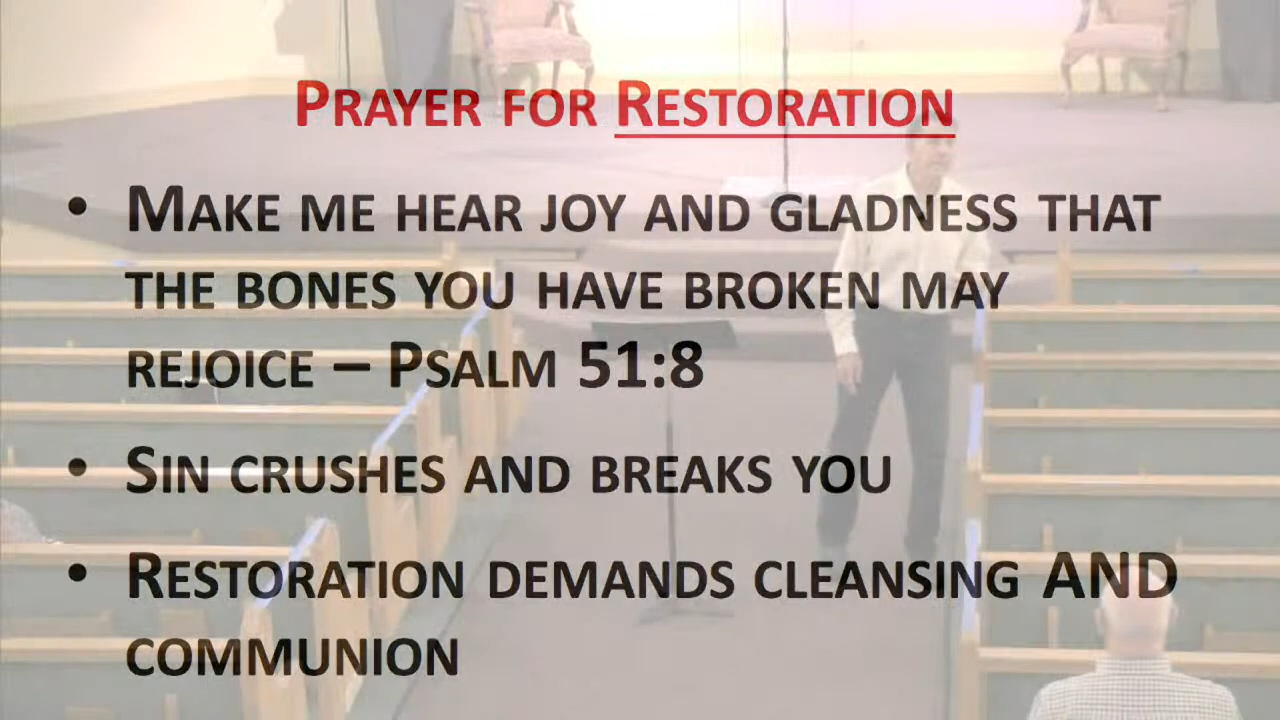 PRAYER FOR RESTORATION
• MAKE ME HEAR JOY AND GLADNESS THAT
THE BONES YOU HAVE BROKEN MAY
REJOICE – PSALM 51:8
• SIN CRUSHES AND BREAKS YOU
• RESTORATION DEMANDS CLEANSING AND
COMMUNION